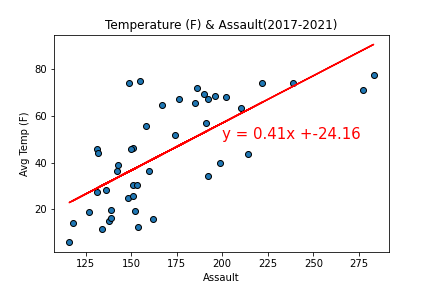 Temperature (F) & Assault(2017-2021)
80
60
40
20
Avg Temp (F)
y = 0.41x +-24.16
125
150
175
200
225
250
275
Assault